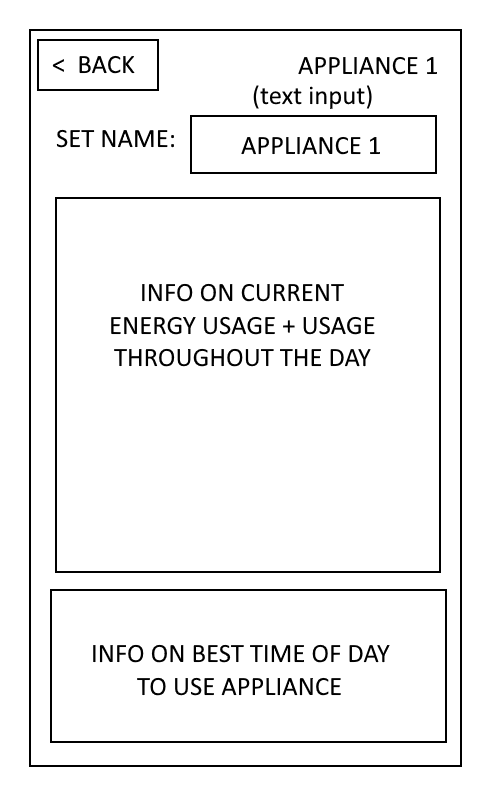 < BACK
APPLIANCE 1
(text input)
SET NAME:
APPLIANCE 1
INFO ON CURRENT
ENERGY USAGE + USAGE
THROUGHOUT THE DAY
INFO ON BEST TIME OF DAY
TO USE APPLIANCE